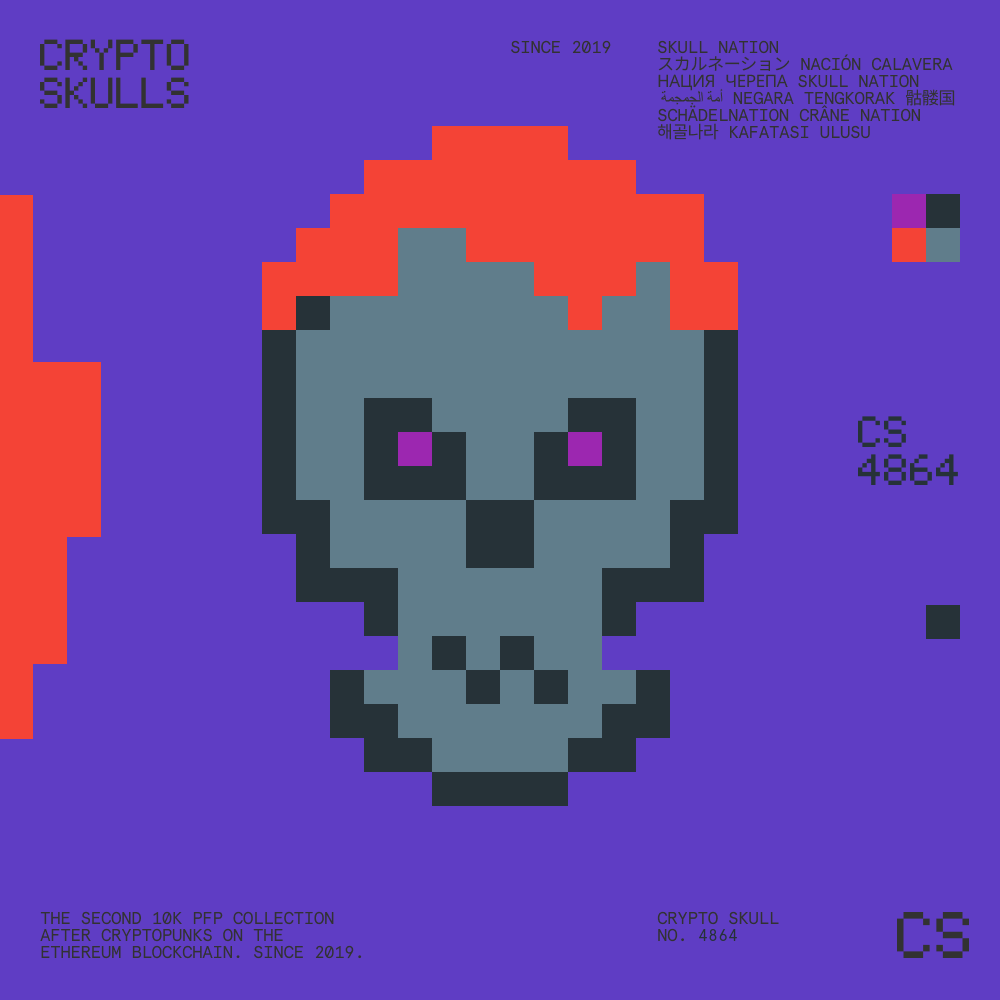 CRYPTO
SKULLS
SINCE 2019
SKULL NATION
スカルネーション NACIÓN CALAVERA
НАЦИЯ ЧЕРЕПА SKULL NATION
أمة الجمجمة NEGARA TENGKORAK 骷髅国
SCHÄDELNATION CRÂNE NATION
해골나라 KAFATASI ULUSU
CS
4864
THE SECOND 10K PFP COLLECTION
AFTER CRYPTOPUNKS ON THE
ETHEREUM BLOCKCHAIN. SINCE 2019.
CRYPTO SKULL
NO. 4864
CS